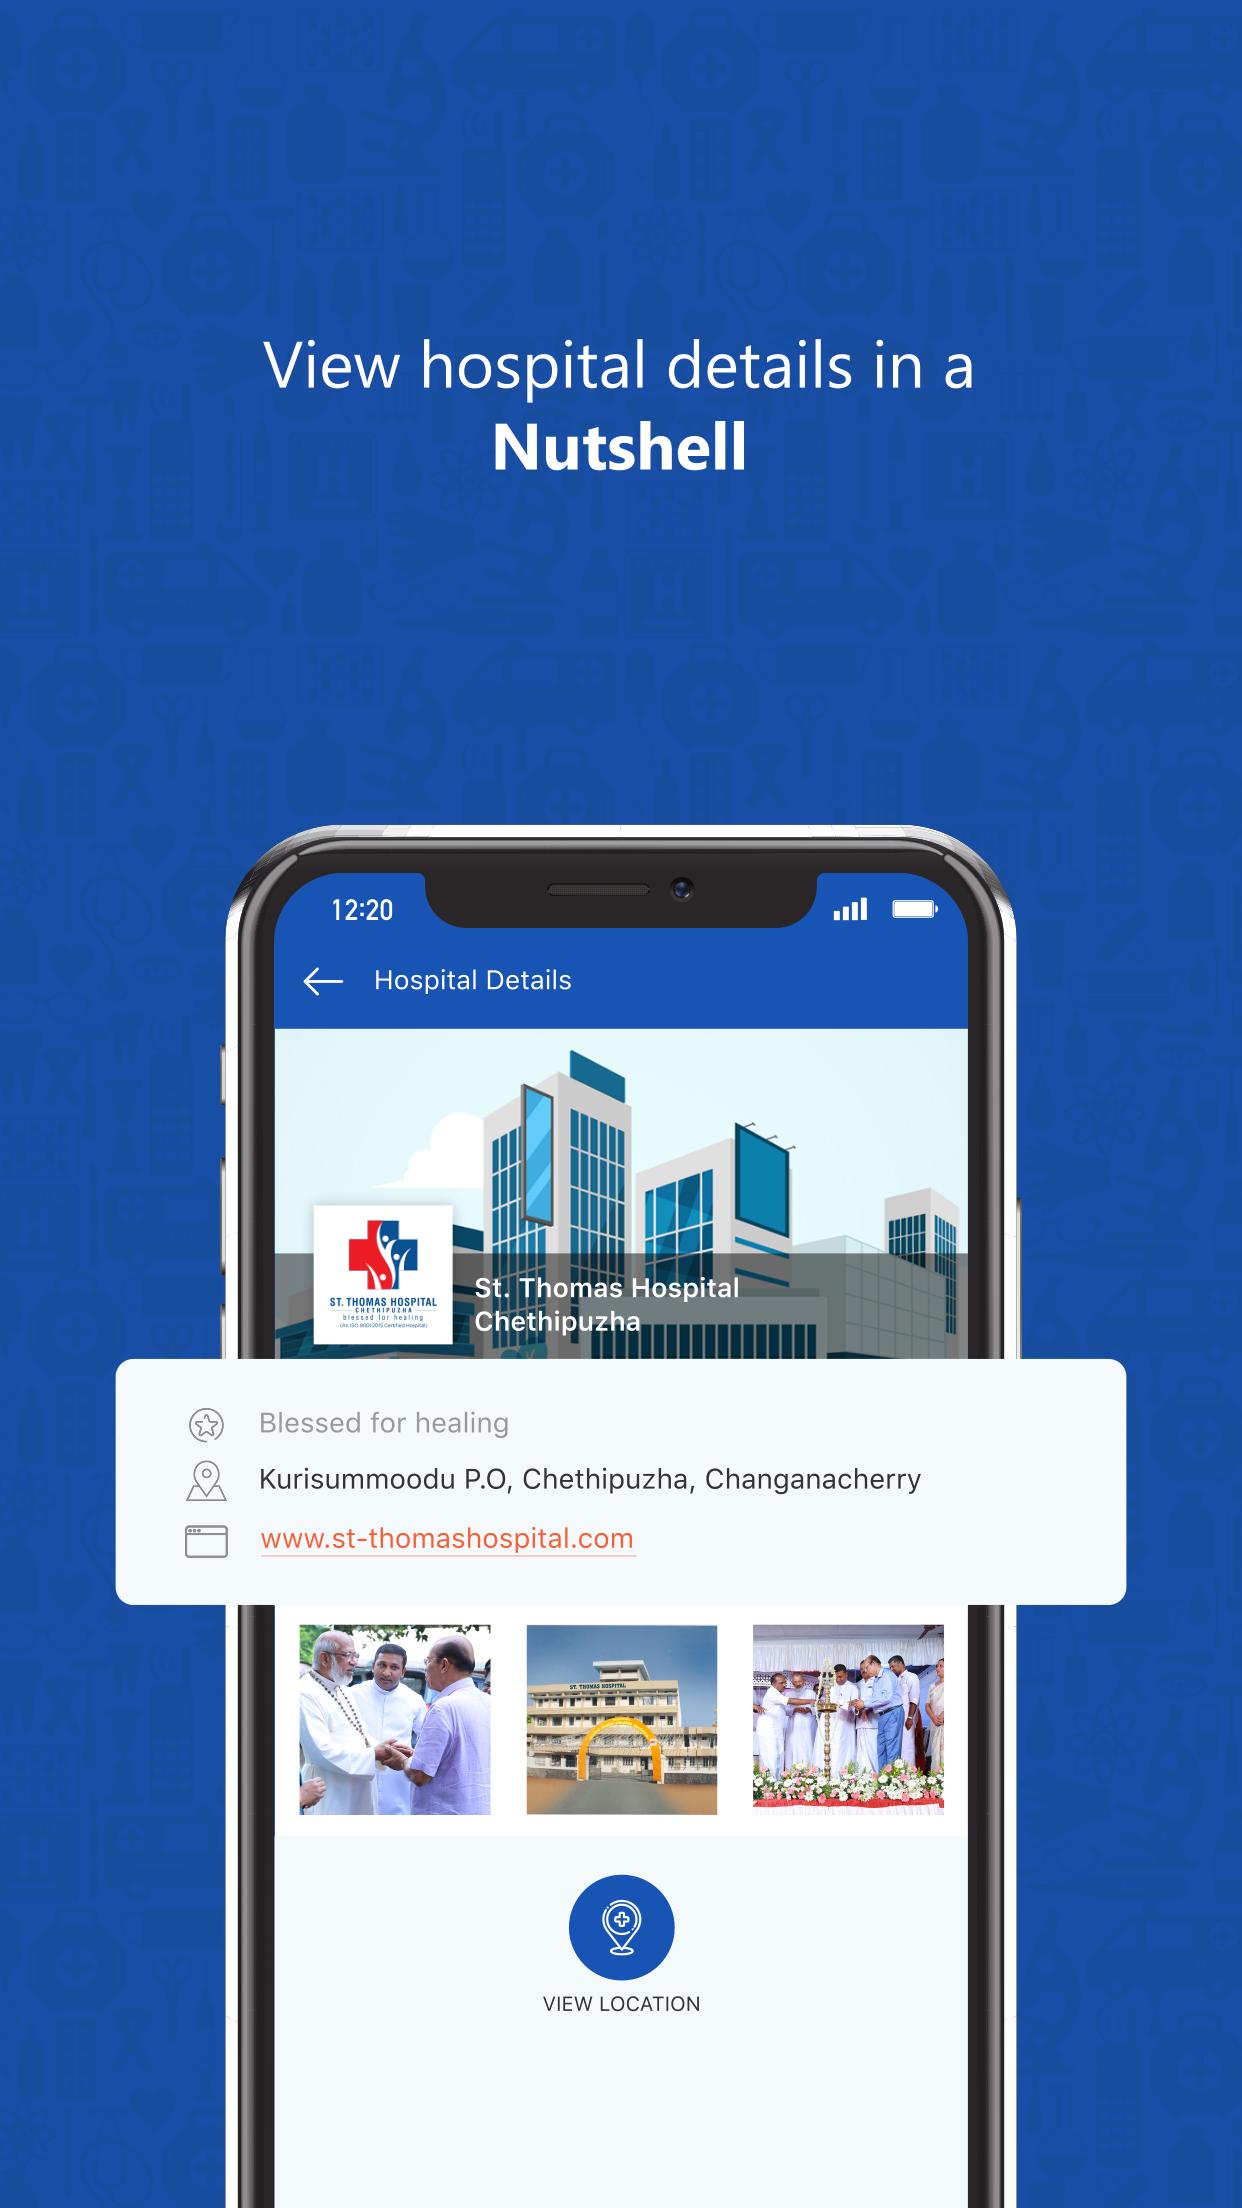 View hospital details in a
Nutshell
12:20
Hospital Details
ST. THOMAS HOSPITAL
CHETHIPUZHA
blessed for healing
(An ISO 9001:2015 Certified Hospital)
St. Thomas Hospital
Chethipuzha
Blessed for healing
Kurisummoodu P.O, Chethipuzha, Changanacherry
www.st-thomashospital.com
ST. THOMAS HOSPITAL
VIEW LOCATION